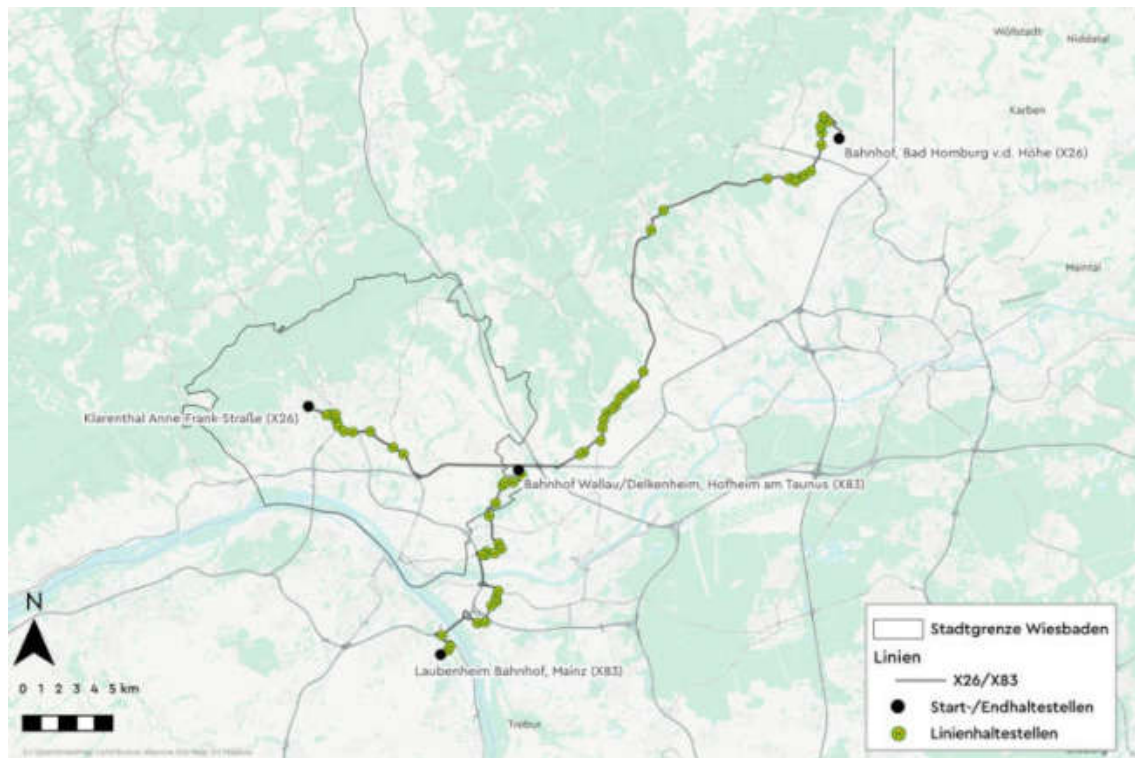 Wölfstadt
Niddatal
Karben
Bahnhof, Bad Homburg v.d. Höhe (X26)
Maintal
Klarenthal Anne-Frank-Straße (X26)
Bahnhof Wallau/Delkenheim, Hofheim am Taunus (X83)
N
Laubenheim Bahnhof, Mainz (X83)
0 1 2 3 4 5 km
Trebur
Stadtgrenze Wiesbaden
Linien
X26/X83
Start-/Endhaltestellen
Linienhaltestellen